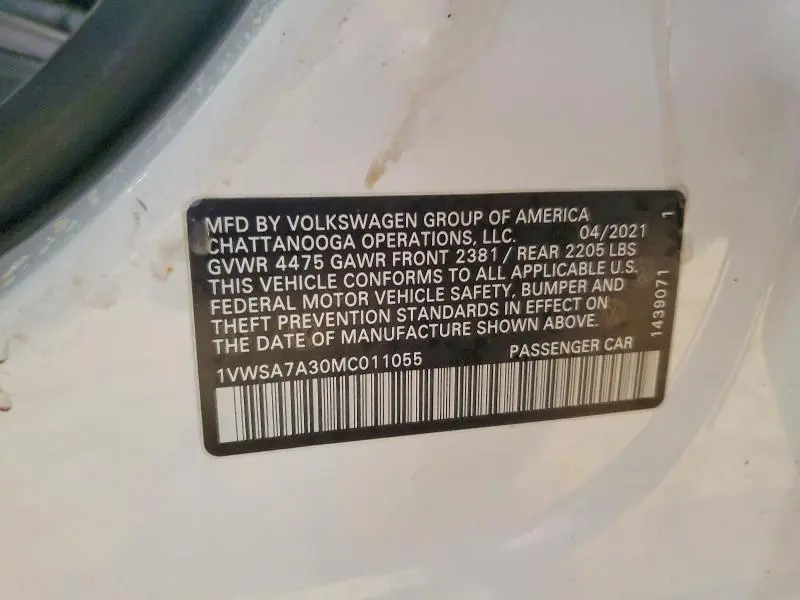 MFD BY VOLKSWAGEN GROUP OF AMERICA
CHATTANOOGA OPERATIONS, LLC. 04/2021
GVWR 4475 GAWR FRONT 2381 / REAR 2205 LBS
THIS VEHICLE CONFORMS TO ALL APPLICABLE U.S.
FEDERAL MOTOR VEHICLE SAFETY, BUMPER AND
THEFT PREVENTION STANDARDS IN EFFECT ON
THE DATE OF MANUFACTURE SHOWN ABOVE.
1VWSA7A30MC011055 PASSENGER CAR
1439071 1